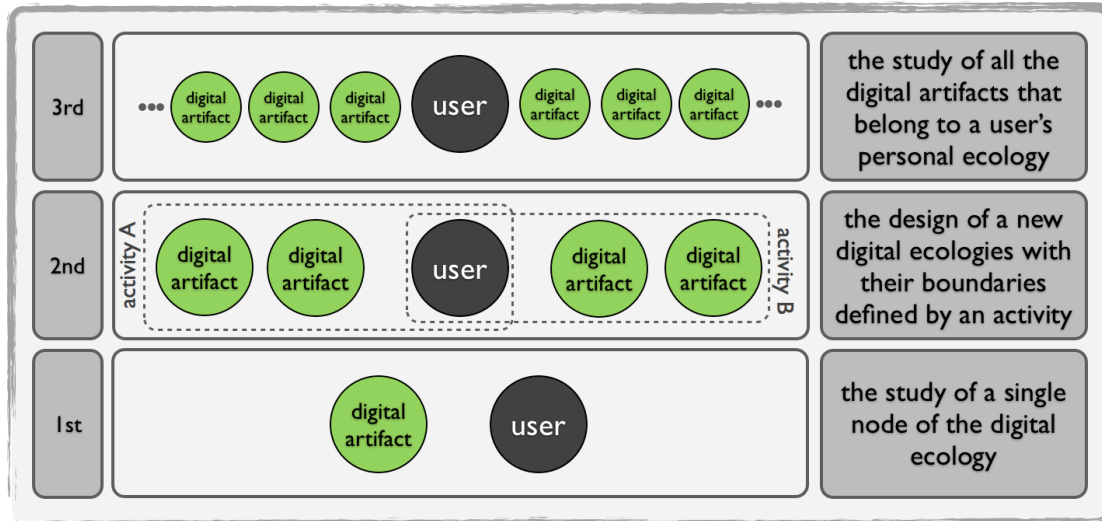 3rd
digital
artifact
digital
artifact
digital
artifact
user
digital
artifact
digital
artifact
digital
artifact
the study of all the
digital artifacts that
belong to a user's
personal ecology
2nd
activity A
digital
artifact
digital
artifact
user
digital
artifact
digital
artifact
activity B
the design of a new
digital ecologies with
their boundaries
defined by an activity
1st
digital
artifact
user
the study of a single
node of the digital
ecology